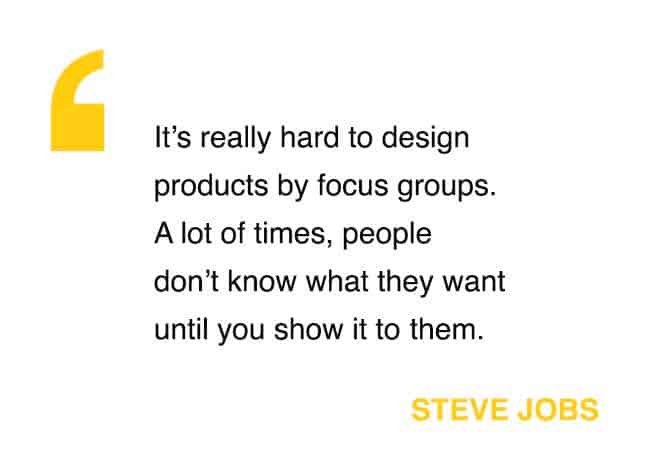 It’s really hard to design
products by focus groups.
A lot of times, people
don’t know what they want
until you show it to them.
STEVE JOBS